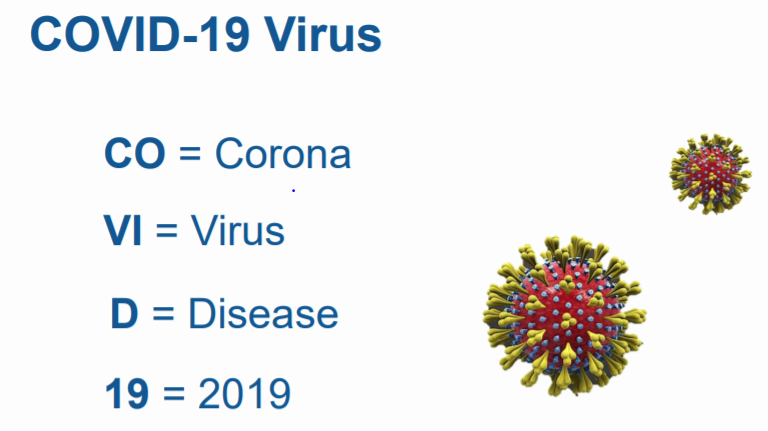 COVID-19 Virus
CO = Corona
VI = Virus
D = Disease
19 = 2019